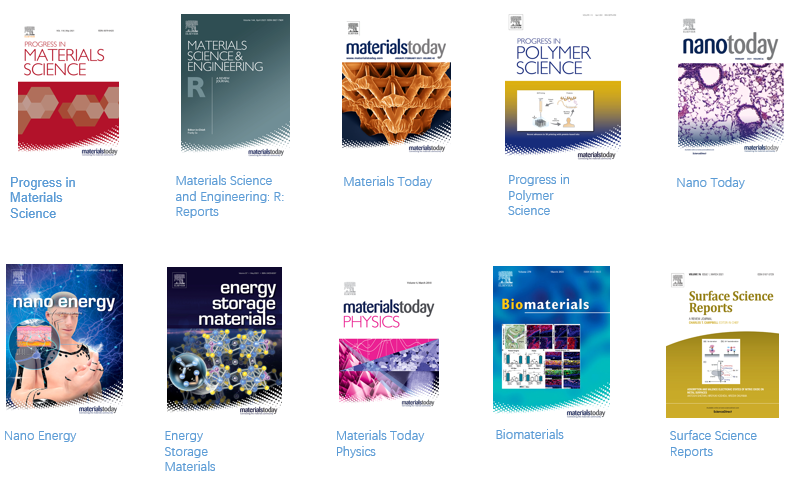 PROGRESS IN
MATERIALS
SCIENCE
materialstoday
MATERIALS
SCIENCE &
ENGINEERING
R
materialstoday
materialstoday
materialstoday
PROGRESS IN
POLYMER
SCIENCE
materialstoday
nanotoday
materialstoday
Progress in
Materials
Science
Materials Science
and Engineering: R:
Reports
Materials Today
Progress in
Polymer
Science
Nano Today
nano energy
materialstoday
energy
storage
materials
materialstoday
materialstoday
PHYSICS
materialstoday
Biomaterials
materialstoday
Surface Science
Reports
Nano Energy
Energy
Storage
Materials
Materials Today
Physics
Biomaterials
Surface Science
Reports